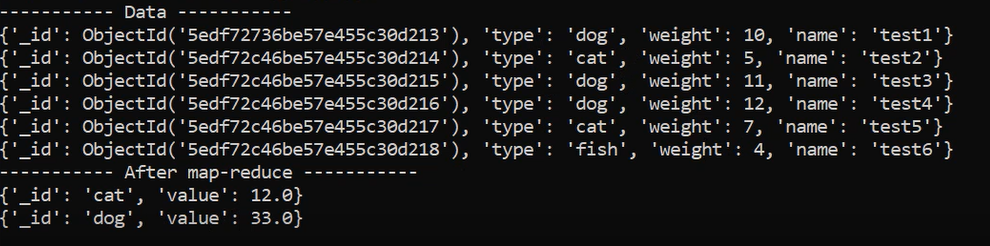 ----------- Data -----------
{'_id': ObjectId('5edf72736be57e455c30d213'), 'type': 'dog', 'weight': 10, 'name': 'test1'}
{'_id': ObjectId('5edf72c46be57e455c30d214'), 'type': 'cat', 'weight': 5, 'name': 'test2'}
{'_id': ObjectId('5edf72c46be57e455c30d215'), 'type': 'dog', 'weight': 11, 'name': 'test3'}
{'_id': ObjectId('5edf72c46be57e455c30d216'), 'type': 'dog', 'weight': 12, 'name': 'test4'}
{'_id': ObjectId('5edf72c46be57e455c30d217'), 'type': 'cat', 'weight': 7, 'name': 'test5'}
{'_id': ObjectId('5edf72c46be57e455c30d218'), 'type': 'fish', 'weight': 4, 'name': 'test6'}
----------- After map-reduce -----------
{'_id': 'cat', 'value': 12.0}
{'_id': 'dog', 'value': 33.0}